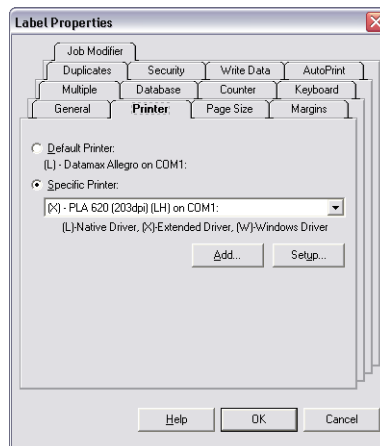 Label Properties
Job Modifier
Duplicates Security Write Data AutoPrint
Multiple Database Counter Keyboard
General Printer Page Size Margins
Default Printer:
(L) - Datamax Allegro on COM1:
Specific Printer:
(X) - PLA 620 (203dpi) (LH) on COM1:
(L)-Native Driver, (X)-Extended Driver, (W)-Windows Driver
Add... Setup...
Help OK Cancel